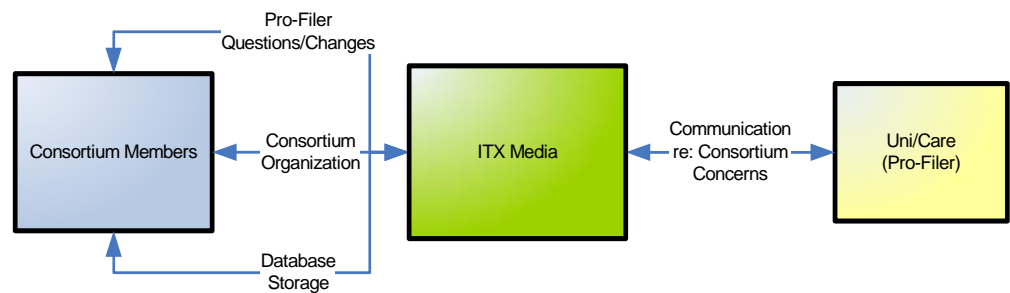 Pro-Filer
Questions/Changes
Consortium Members
Consortium
Organization
ITX Media
Communication
re: Consortium
Concerns
Uni/Care
(Pro-Filer)
Database
Storage